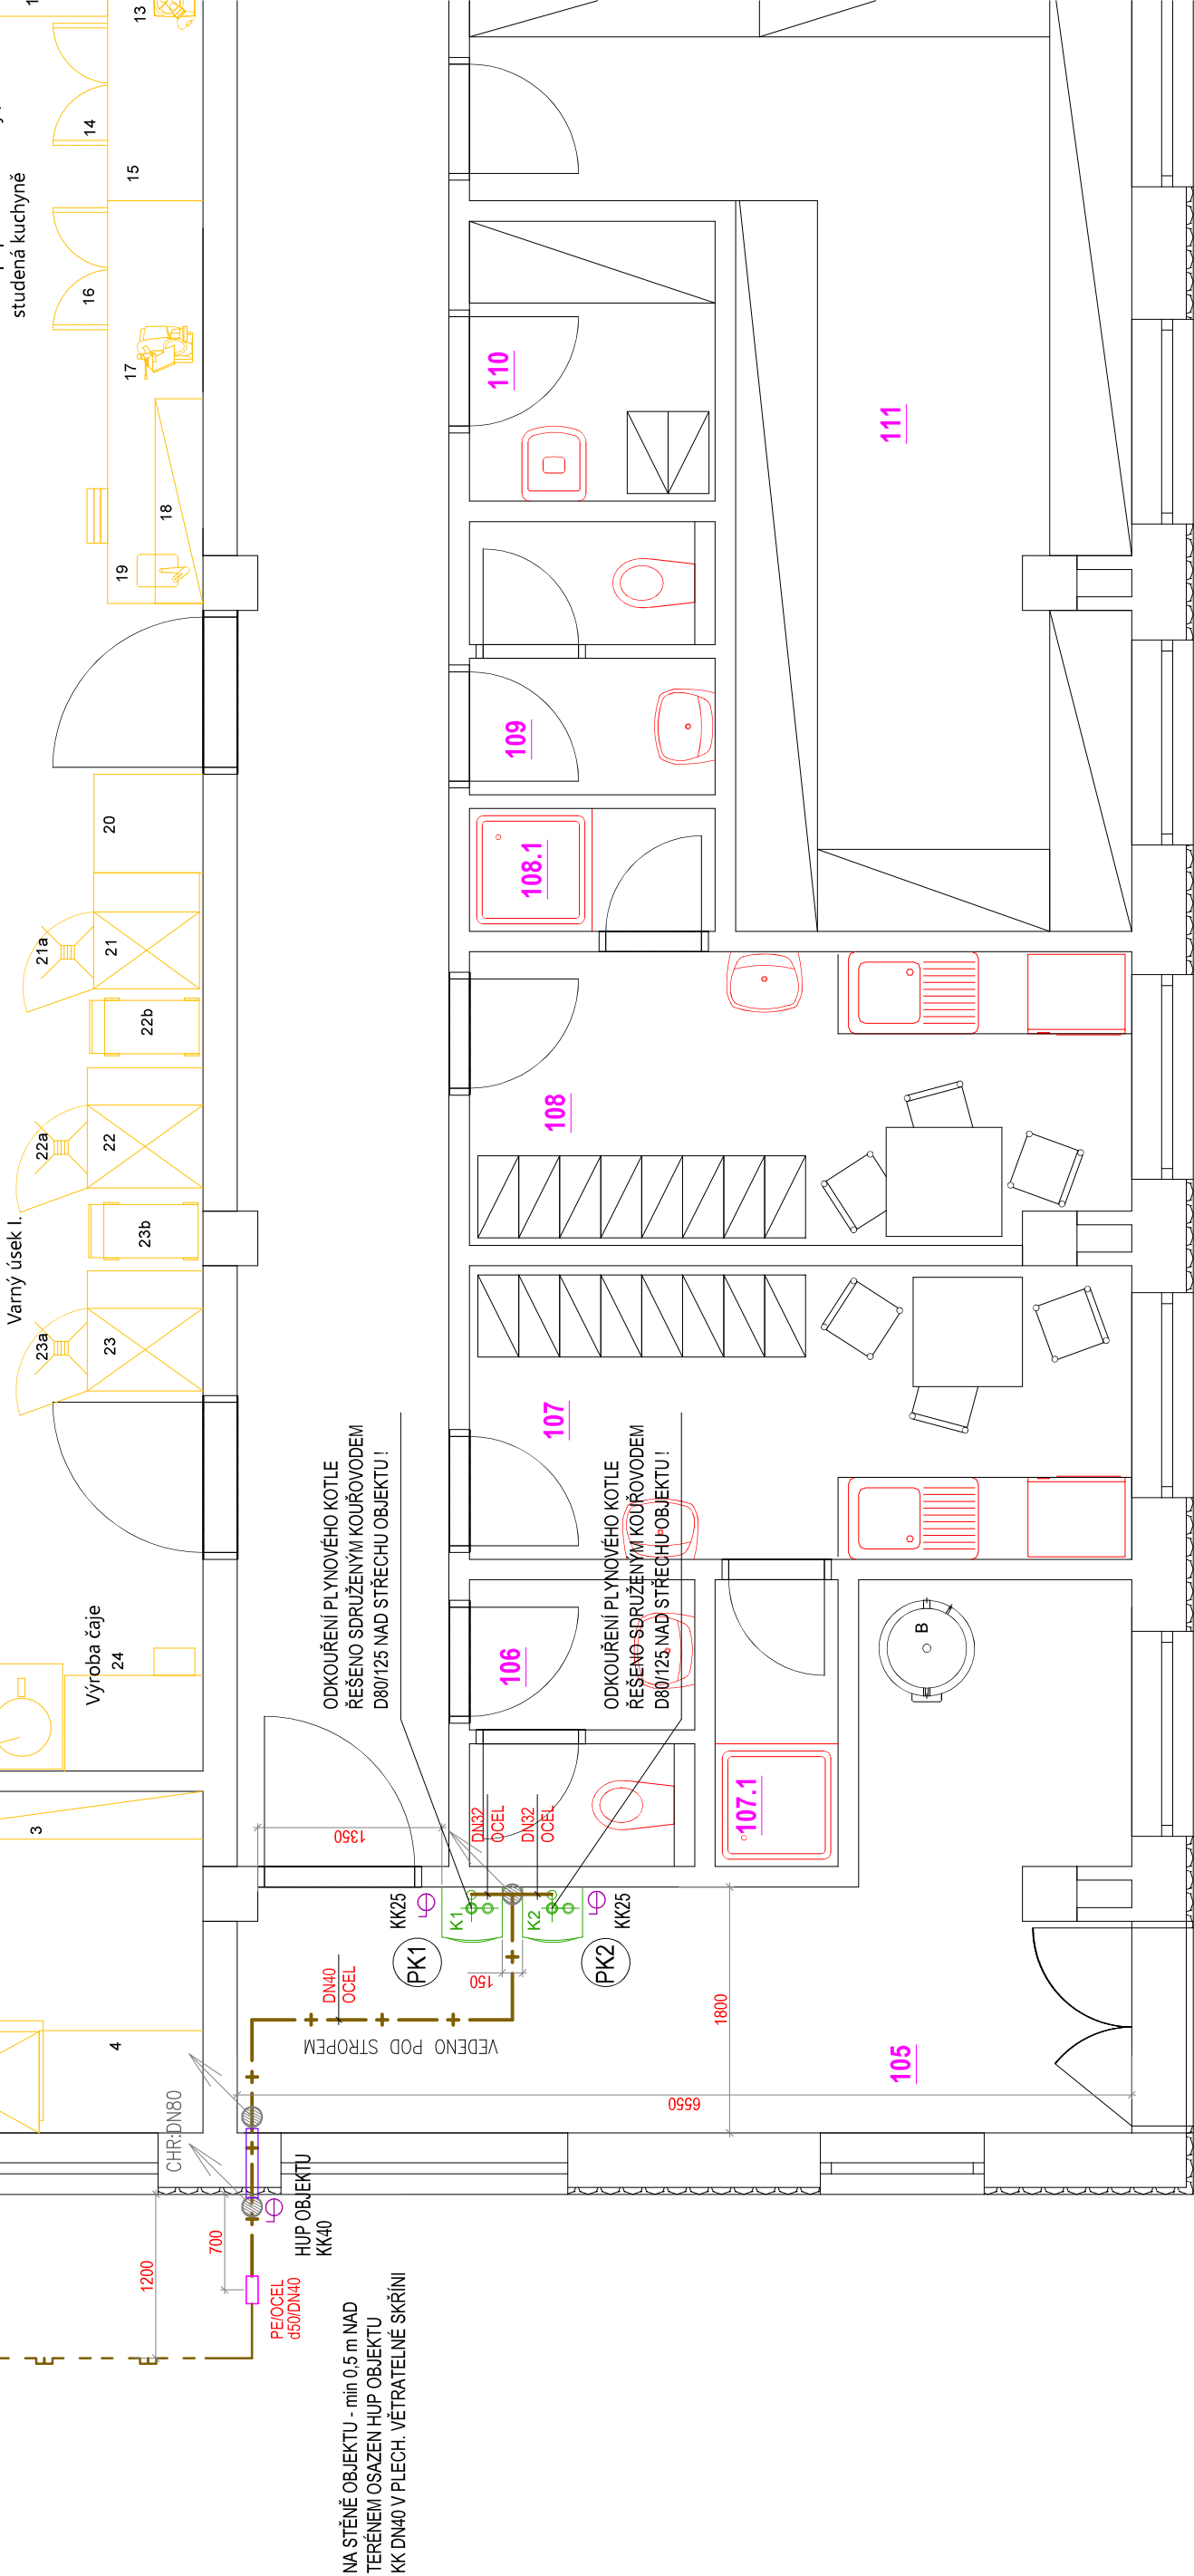 studená kuchyně
13
14
15
16
17
18
19
20
21a
21
22b
22a
22
23b
Varný úsek I.
23a
23
Výroba čaje
24
3
4
110
111
109
108.1
108
107
106
107.1
105
B
ODKOUŘENÍ PLYNOVÉHO KOTLE
ŘEŠENO SDRUŽENÝM KOUŘOVODEM
D80/125 NAD STŘECHU OBJEKTU !
ODKOUŘENÍ PLYNOVÉHO KOTLE
ŘEŠENO SDRUŽENÝM KOUŘOVODEM
D80/125 NAD STŘECHU OBJEKTU !
1350
DN32
OCEL
DN32
OCEL
KK25
K1
K2
KK25
PK1
PK2
150
DN40
OCEL
VEDENO POD STROPEM
1800
6550
CHR:DN80
HUP OBJEKTU
KK40
700
1200
PE/OCEL
d50/DN40
NA STĚNĚ OBJEKTU - min 0,5 m NAD
TERÉNEM OSAZEN HUP OBJEKTU
KK DN40 V PLECH. VĚTRATELNÉ SKŘÍNI